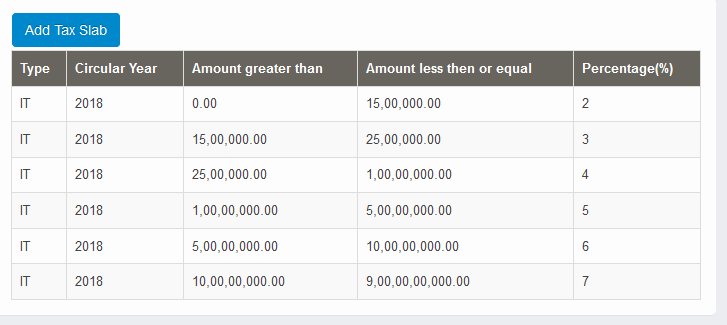 Add Tax Slab
Type Circular Year Amount greater than Amount less then or equal Percentage(%)
IT 2018 0.00 15,00,000.00 2
IT 2018 15,00,000.00 25,00,000.00 3
IT 2018 25,00,000.00 1,00,00,000.00 4
IT 2018 1,00,00,000.00 5,00,00,000.00 5
IT 2018 5,00,00,000.00 10,00,00,000.00 6
IT 2018 10,00,00,000.00 9,00,00,00,000.00 7